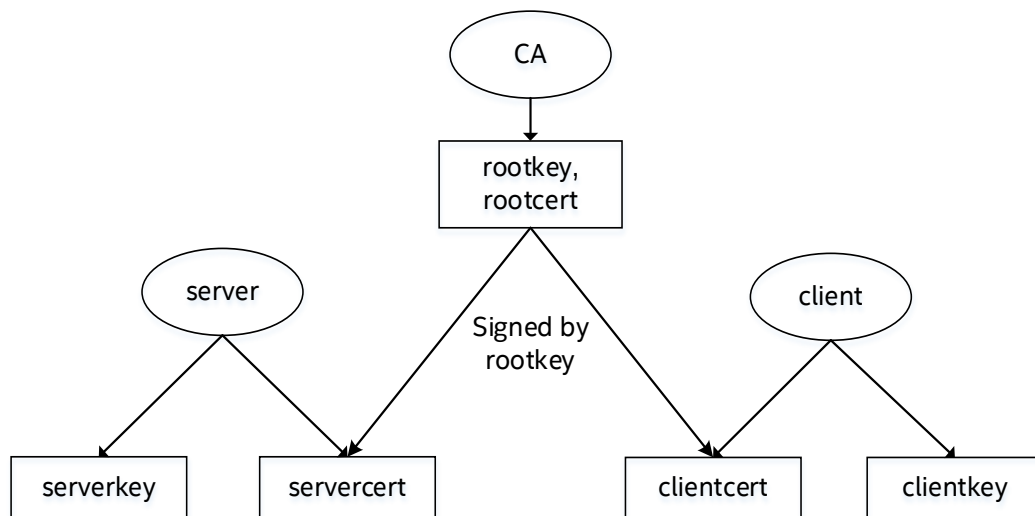 CA
rootkey,
rootcert
server
client
Signed by
rootkey
serverkey
servercert
clientcert
clientkey